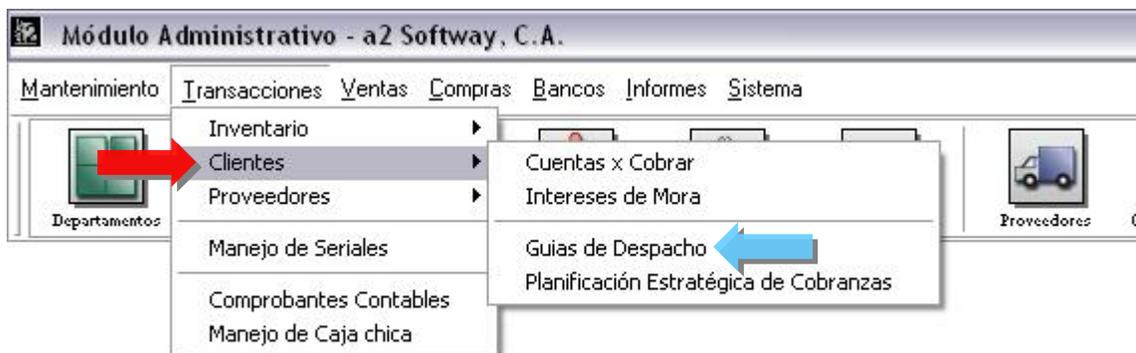 Módulo Administrativo - a2 Softway, C.A.
Mantenimiento Transacciones Ventas Compras Bancos Informes Sistema
Inventario
Clientes
Proveedores
Manejo de Seriales
Comprobantes Contables
Manejo de Caja chica
Cuentas x Cobrar
Intereses de Mora
Guias de Despacho
Planificación Estratégica de Cobranzas
Departamentos
Proveedores